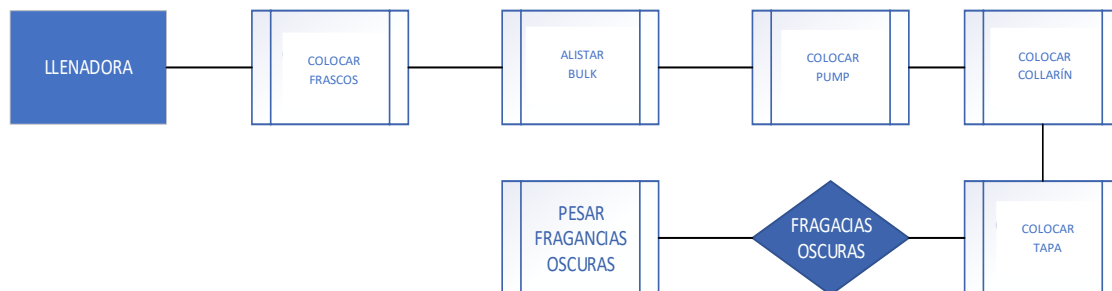 LLENADORA
COLOCAR
FRASCOS
ALISTAR
BULK
COLOCAR
PUMP
COLOCAR
COLLARÍN
COLOCAR
TAPA
FRAGACIAS
OSCURAS
PESAR
FRAGANCIAS
OSCURAS